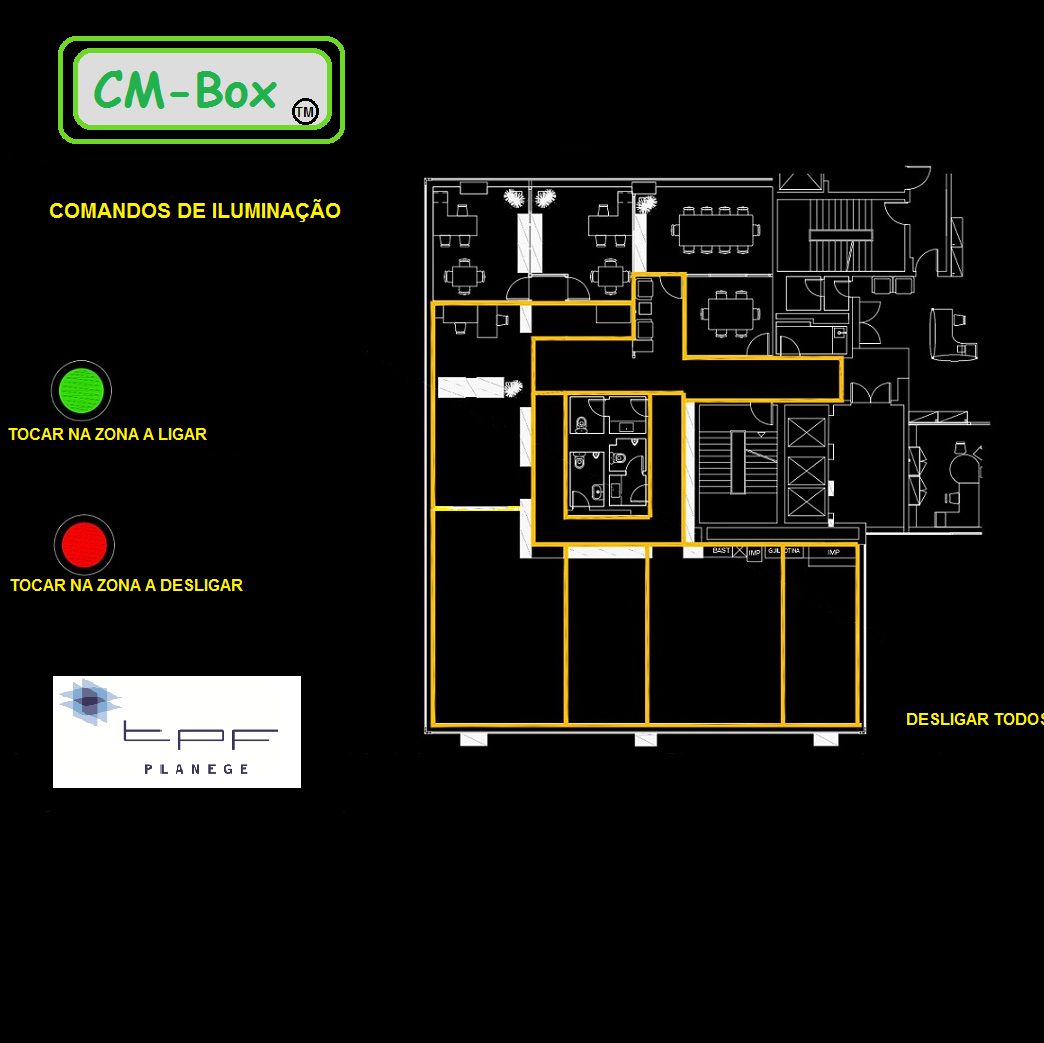 CM-Box
TM
COMANDOS DE ILUMINAÇÃO
TOCAR NA ZONA A LIGAR
TOCAR NA ZONA A DESLIGAR
BAST
IMP
GUILHOTINA
IMP
tpf
PLANEGE
DESLIGAR TODOS